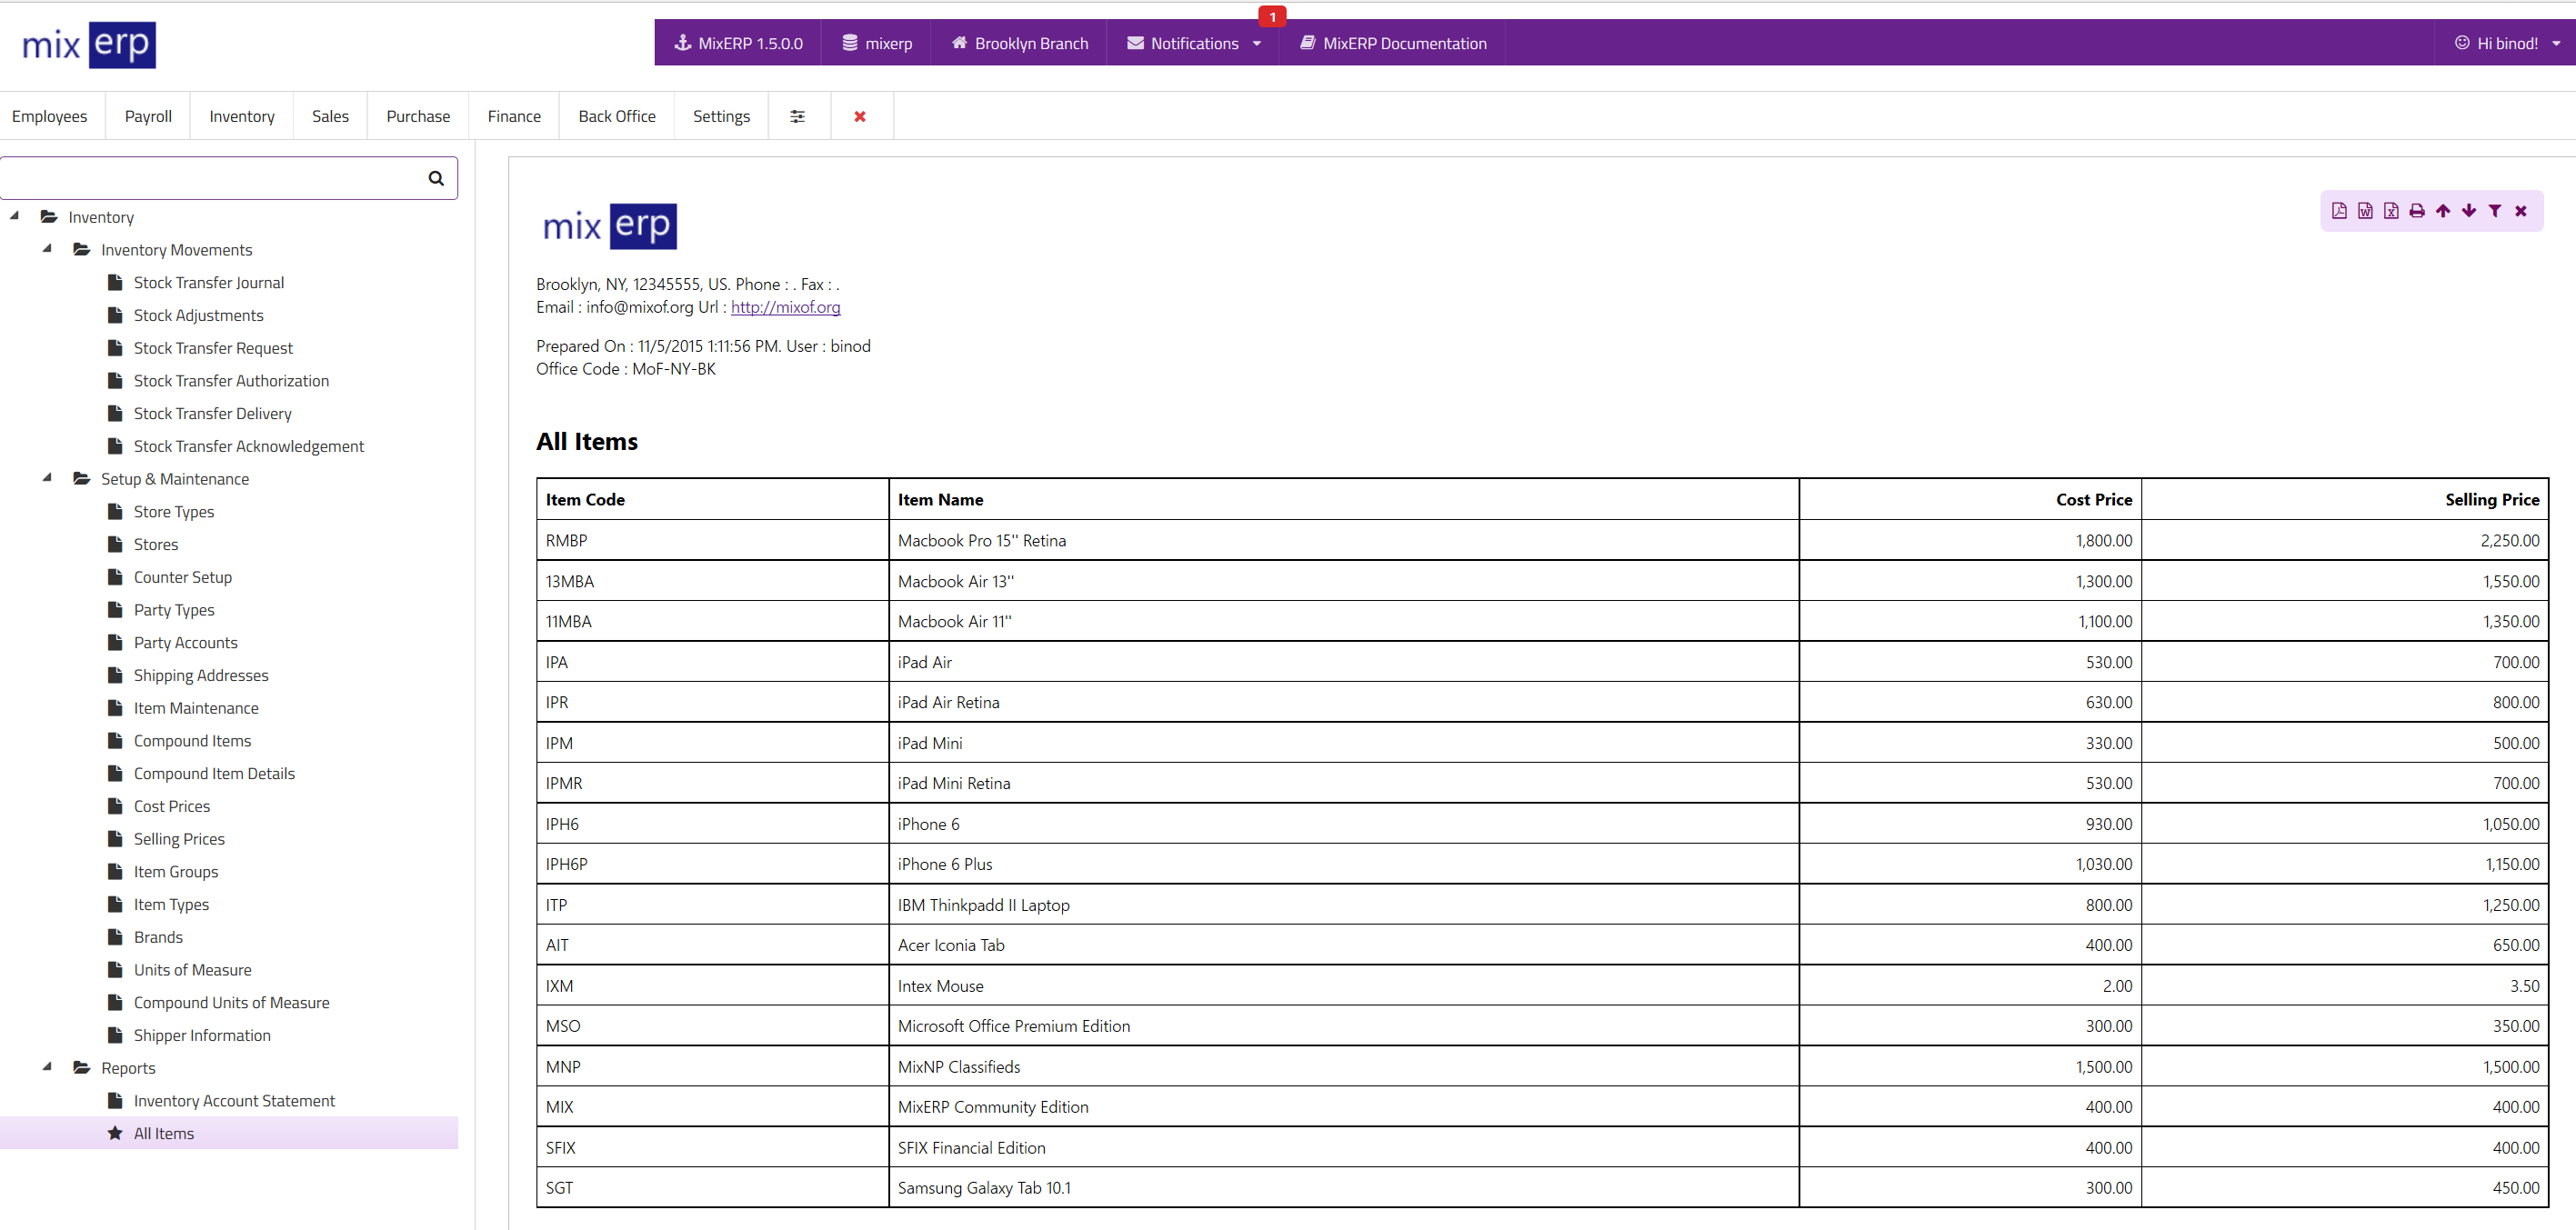 mix erp
MixERP 1.5.0.0 mixerp Brooklyn Branch Notifications 1 MixERP Documentation Hi binod!
Employees Payroll Inventory Sales Purchase Finance Back Office Settings
Inventory
Inventory Movements
Stock Transfer Journal
Stock Adjustments
Stock Transfer Request
Stock Transfer Authorization
Stock Transfer Delivery
Stock Transfer Acknowledgement
Setup & Maintenance
Store Types
Stores
Counter Setup
Party Types
Party Accounts
Shipping Addresses
Item Maintenance
Compound Items
Compound Item Details
Cost Prices
Selling Prices
Item Groups
Item Types
Brands
Units of Measure
Compound Units of Measure
Shipper Information
Reports
Inventory Account Statement
All Items
mix erp
Brooklyn, NY, 12345555, US. Phone : . Fax : .
Email : info@mixof.org Url : http://mixof.org
Prepared On : 11/5/2015 1:11:56 PM. User : binod
Office Code : MoF-NY-BK
All Items
Item Code Item Name Cost Price Selling Price
RMBP Macbook Pro 15'' Retina 1,800.00 2,250.00
13MBA Macbook Air 13'' 1,300.00 1,550.00
11MBA Macbook Air 11'' 1,100.00 1,350.00
IPA iPad Air 530.00 700.00
IPR iPad Air Retina 630.00 800.00
IPM iPad Mini 330.00 500.00
IPMR iPad Mini Retina 530.00 700.00
IPH6 iPhone 6 930.00 1,050.00
IPH6P iPhone 6 Plus 1,030.00 1,150.00
ITP IBM Thinkpadd II Laptop 800.00 1,250.00
AIT Acer Iconia Tab 400.00 650.00
IXM Intex Mouse 2.00 3.50
MSO Microsoft Office Premium Edition 300.00 350.00
MNP MixNP Classifieds 1,500.00 1,500.00
MIX MixERP Community Edition 400.00 400.00
SFIX SFIX Financial Edition 400.00 400.00
SGT Samsung Galaxy Tab 10.1 300.00 450.00